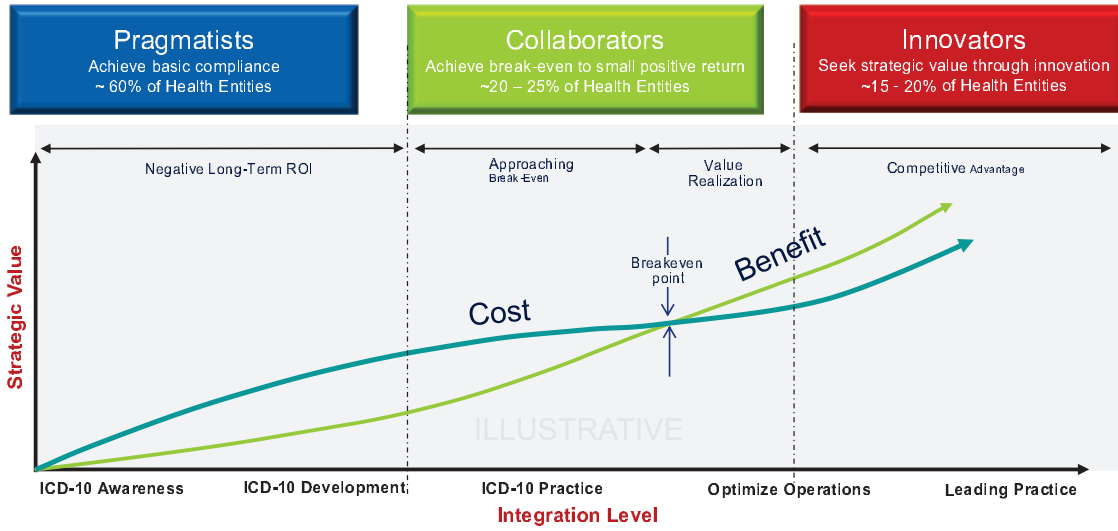 Pragmatists
Achieve basic compliance
~ 60% of Health Entities
Collaborators
Achieve break-even to small positive return
~20 – 25% of Health Entities
Innovators
Seek strategic value through innovation
~15 - 20% of Health Entities
Negative Long-Term ROI
Approaching
Break-Even
Value
Realization
Competitive Advantage
Strategic Value
Cost
Breakeven
point
Benefit
ILLUSTRATIVE
ICD-10 Awareness
ICD-10 Development
ICD-10 Practice
Optimize Operations
Leading Practice
Integration Level